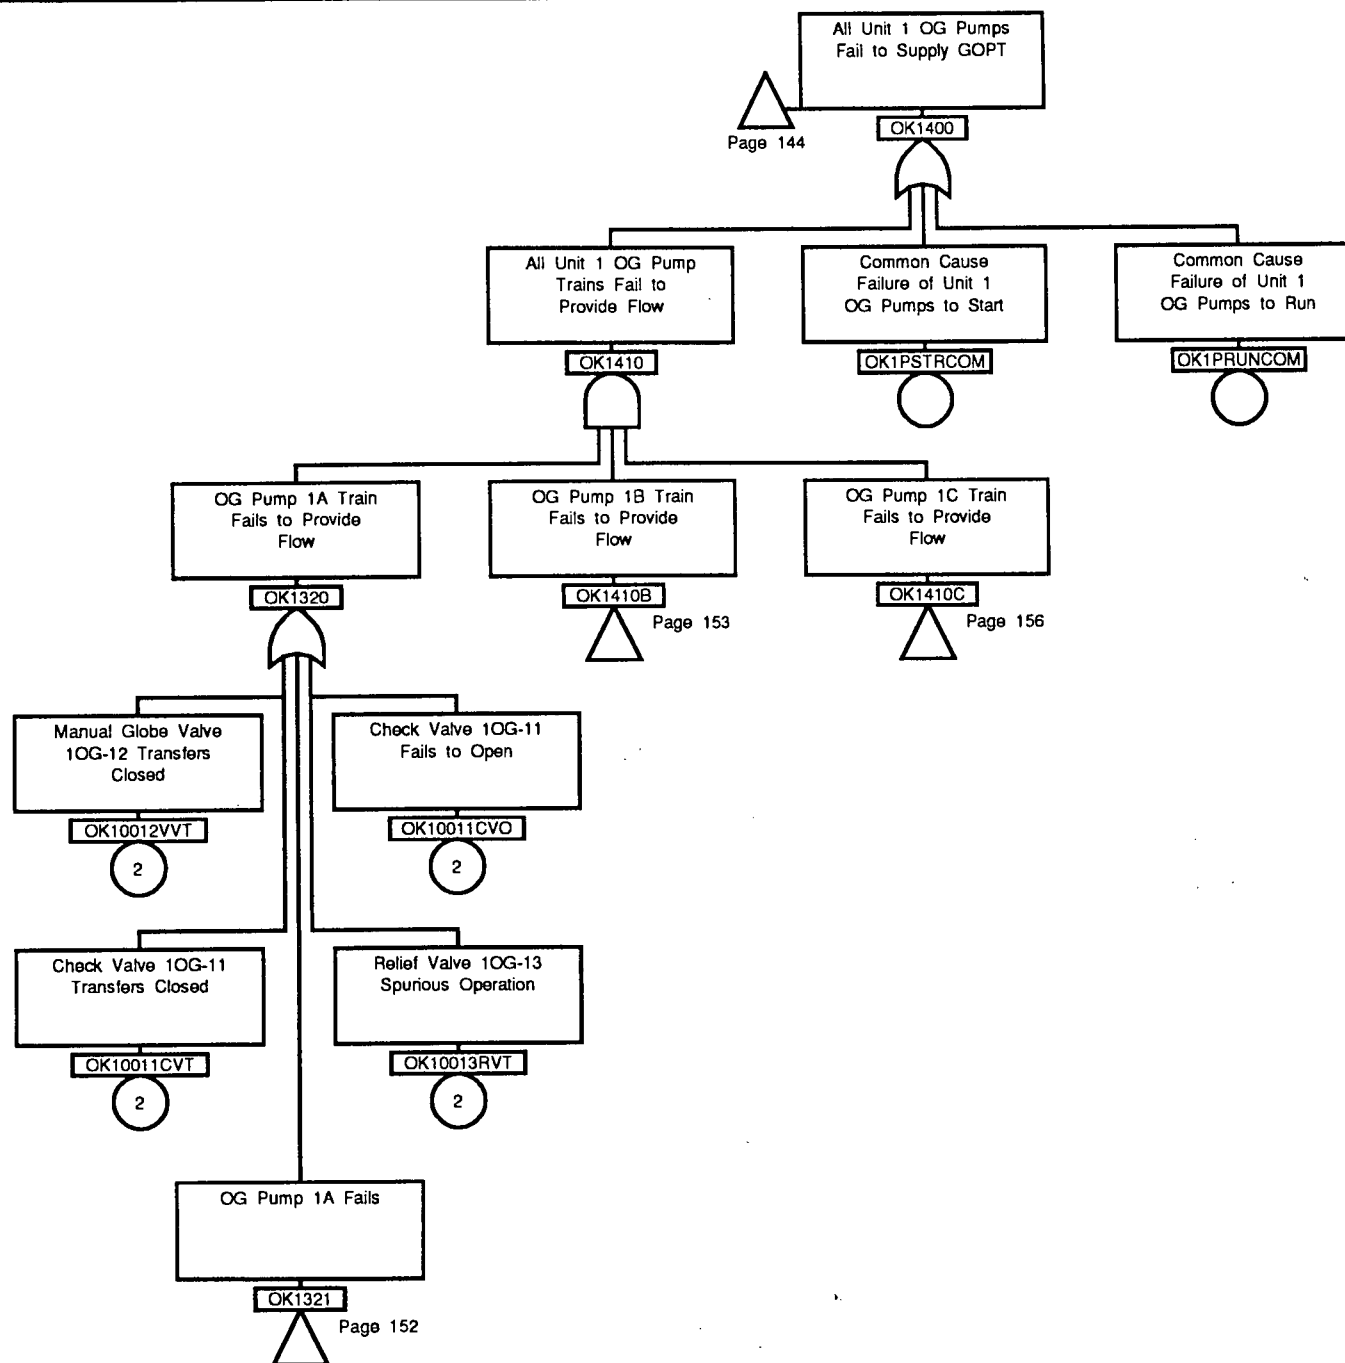 All Unit 1 OG Pumps
Fail to Supply GOPT
Page 144
OK1400
All Unit 1 OG Pump
Trains Fail to
Provide Flow
OK1410
Common Cause
Failure of Unit 1
OG Pumps to Start
OK1PSTRCOM
Common Cause
Failure of Unit 1
OG Pumps to Run
OK1PRUNCOM
OG Pump 1A Train
Fails to Provide
Flow
OK1320
OG Pump 1B Train
Fails to Provide
Flow
OK1410B
Page 153
OG Pump 1C Train
Fails to Provide
Flow
OK1410C
Page 156
Manual Globe Valve
1OG-12 Transfers
Closed
OK10012VVT
2
Check Valve 1OG-11
Fails to Open
OK10011CVO
2
Check Valve 1OG-11
Transfers Closed
OK10011CVT
2
Relief Valve 1OG-13
Spurious Operation
OK10013RVT
2
OG Pump 1A Fails
OK1321
Page 152